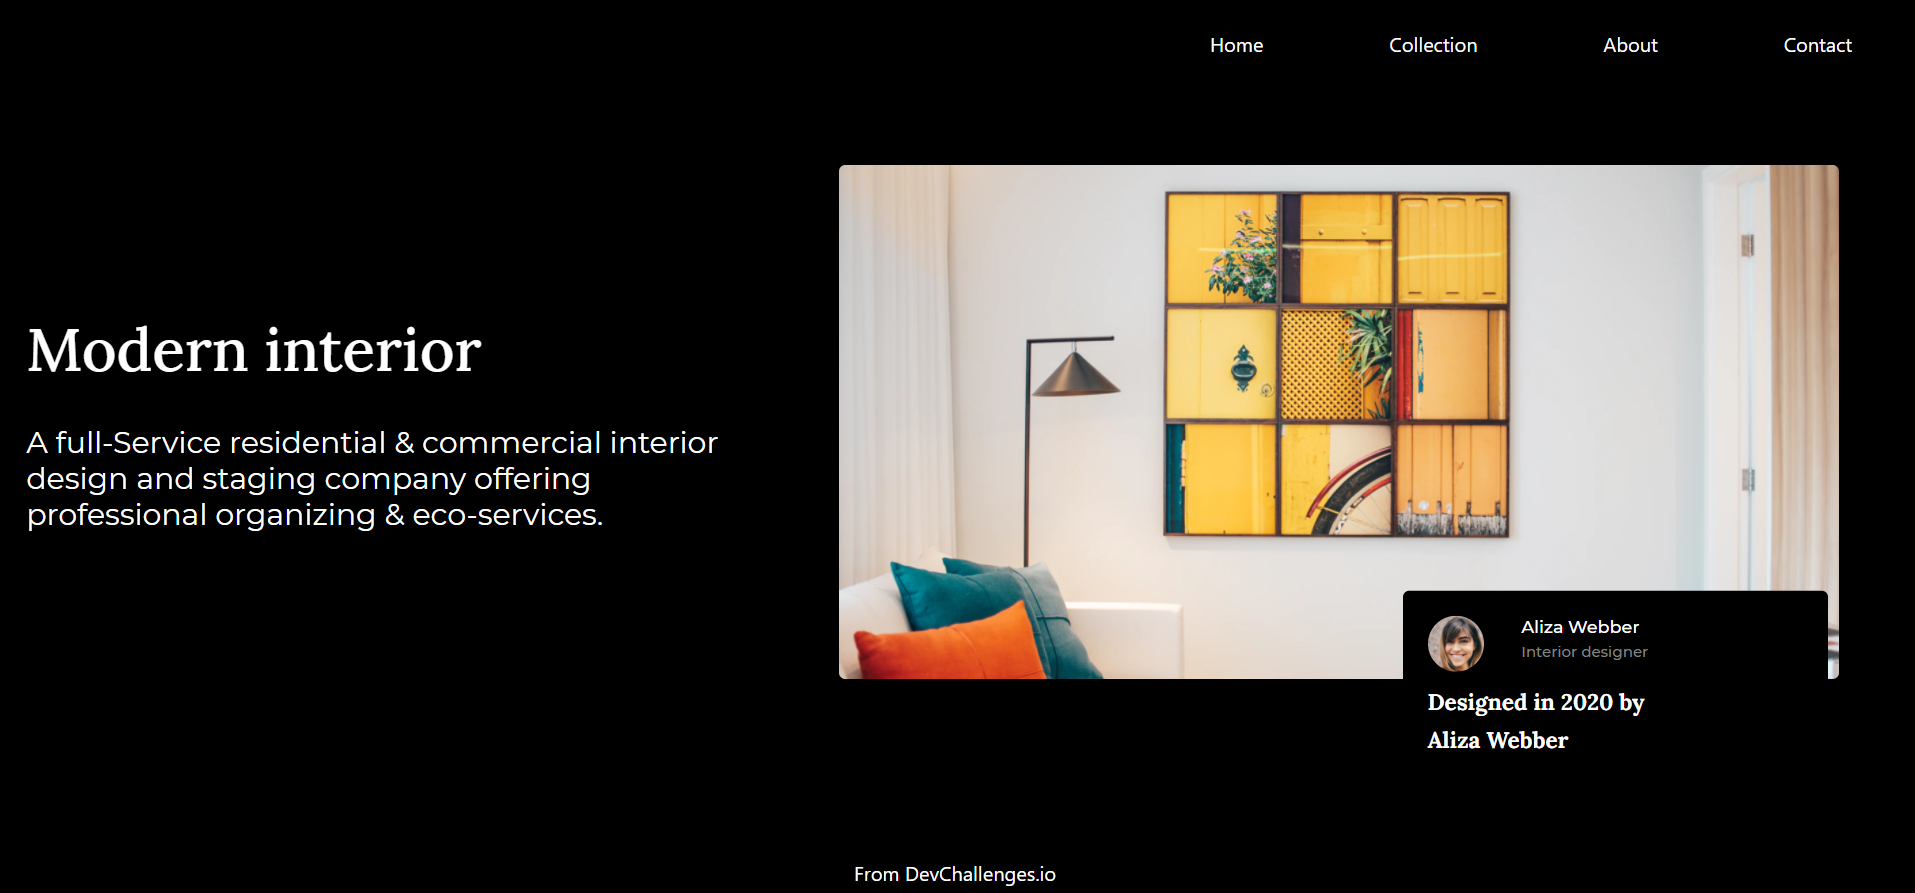 Home Collection About Contact
Modern interior
A full-Service residential & commercial interior
design and staging company offering
professional organizing & eco-services.
Aliza Webber
Interior designer
Designed in 2020 by
Aliza Webber
From DevChallenges.io